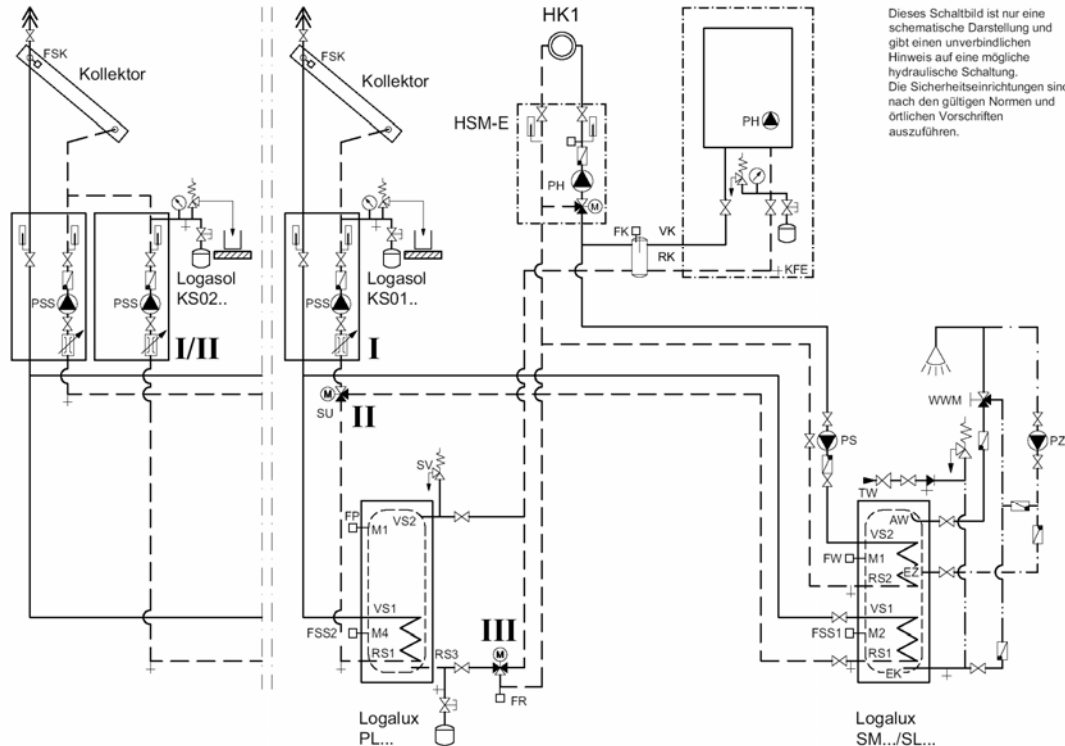 HK1
Dieses Schaltbild ist nur eine
schematische Darstellung und
gibt einen unverbindlichen
Hinweis auf eine mögliche
hydraulische Schaltung.
Die Sicherheitseinrichtungen sind
nach den gültigen Normen und
örtlichen Vorschriften
auszuführen.
FSK
Kollektor
FSK
Kollektor
HSM-E
PH
PH
M
FK
VK
RK
KFE
Logasol
KS02..
Logasol
KS01..
PSS
PSS
PSS
I/II
I
M
SU
II
WWM
PS
PZ
SV
TW
FP
M1
VS2
AW
VS2
FW
M1
EZ
RS2
VS1
VS1
FSS2
M4
III
M
FSS1
M2
RS1
RS3
RS1
EK
FR
Logalux
PL...
Logalux
SM.../SL...